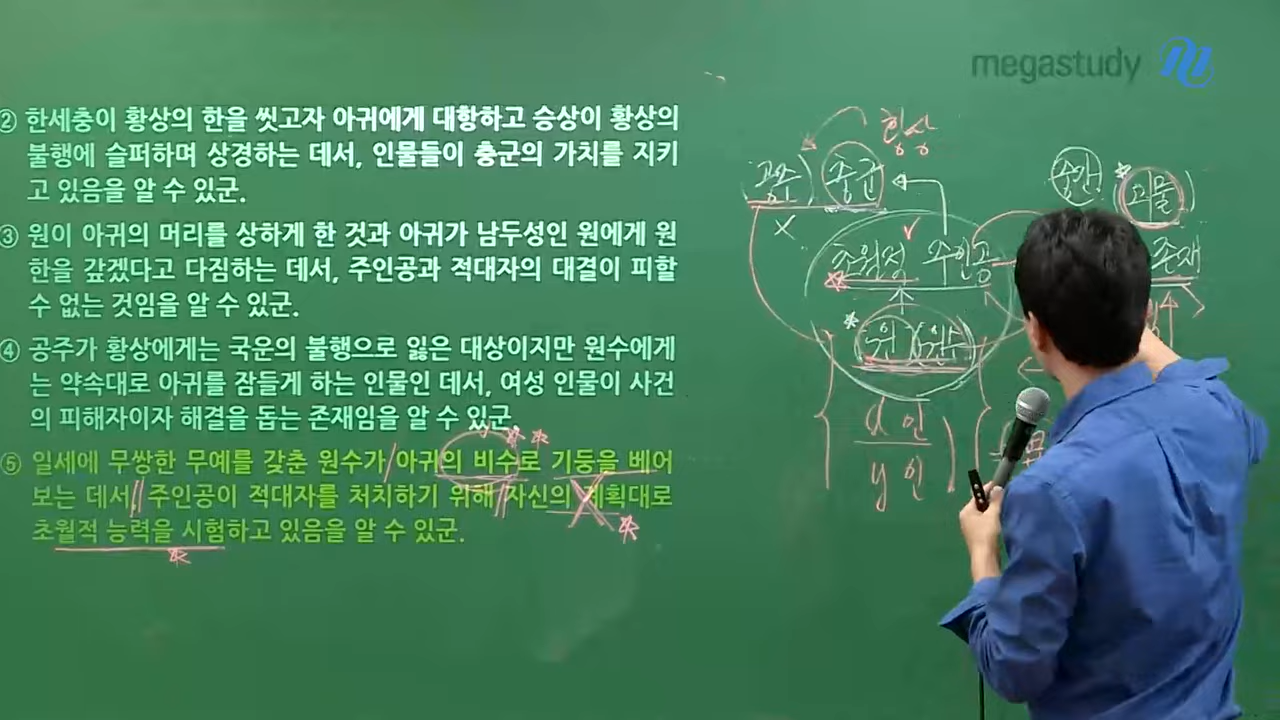 megastudy
② 한세충이 황상의 한을 씻고자 아귀에게 대항하고 승상이 황상의
불행에 슬퍼하며 상경하는 데서, 인물들이 충군의 가치를 지키
고 있음을 알 수 있군.
③ 원이 아귀의 머리를 상하게 한 것과 아귀가 남두성인 원에게 원
한을 갚겠다고 다짐하는 데서, 주인공과 적대자의 대결이 피할
수 없는 것임을 알 수 있군.
④ 공주가 황상에게는 국운의 불행으로 잃은 대상이지만 원수에게
는 약속대로 아귀를 잠들게 하는 인물인 데서, 여성 인물이 사건
의 피해자이자 해결을 돕는 존재임을 알 수 있군.
⑤ 일세에 무쌍한 무예를 갖춘 원수가 아귀의 비수로 기둥을 베어
보는 데서, 주인공이 적대자를 처치하기 위해 자신의 계획대로
초월적 능력을 시험하고 있음을 알 수 있군.
황상
공주) 충군
괴물)
초월성 주인공
존재
원 (원수)
d 인
y 인